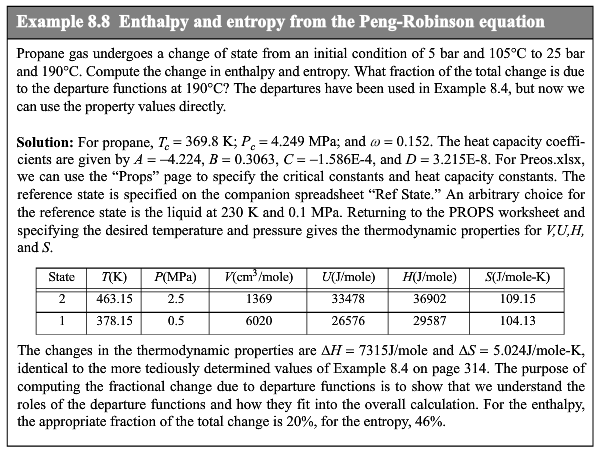 Example 8.8 Enthalpy and entropy from the Peng-Robinson equation
Propane gas undergoes a change of state from an initial condition of 5 bar and 105°C to 25 bar
and 190°C. Compute the change in enthalpy and entropy. What fraction of the total change is due
to the departure functions at 190°C? The departures have been used in Example 8.4, but now we
can use the property values directly.
Solution: For propane, T_c = 369.8 K; P_c = 4.249 MPa; and ω = 0.152. The heat capacity coeffi-
cients are given by A = –4.224, B = 0.3063, C = –1.586E-4, and D = 3.215E-8. For Preos.xlsx,
we can use the “Props” page to specify the critical constants and heat capacity constants. The
reference state is specified on the companion spreadsheet “Ref State.” An arbitrary choice for
the reference state is the liquid at 230 K and 0.1 MPa. Returning to the PROPS worksheet and
specifying the desired temperature and pressure gives the thermodynamic properties for V,U,H,
and S.
State T(K) P(MPa) V(cm³/mole) U(J/mole) H(J/mole) S(J/mole-K)
2 463.15 2.5 1369 33478 36902 109.15
1 378.15 0.5 6020 26576 29587 104.13
The changes in the thermodynamic properties are ΔH = 7315J/mole and ΔS = 5.024J/mole-K,
identical to the more tediously determined values of Example 8.4 on page 314. The purpose of
computing the fractional change due to departure functions is to show that we understand the
roles of the departure functions and how they fit into the overall calculation. For the enthalpy,
the appropriate fraction of the total change is 20%, for the entropy, 46%.